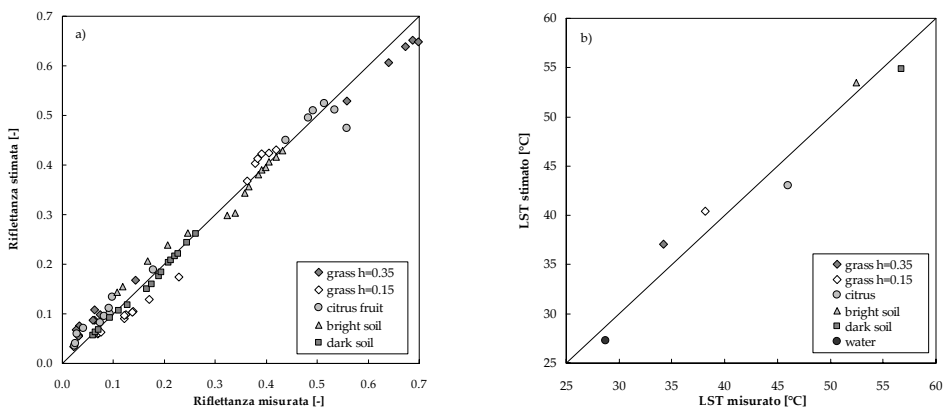 a)
Riflettanza stimata [-]
0.7
0.6
0.5
0.4
0.3
0.2
0.1
0.0
0.0 0.1 0.2 0.3 0.4 0.5 0.6 0.7
Riflettanza misurata [-]
grass h=0.35
grass h=0.15
citrus fruit
bright soil
dark soil
b)
LST stimato [°C]
60
55
50
45
40
35
30
25
25 30 35 40 45 50 55 60
LST misurato [°C]
grass h=0.35
grass h=0.15
citrus
bright soil
dark soil
water